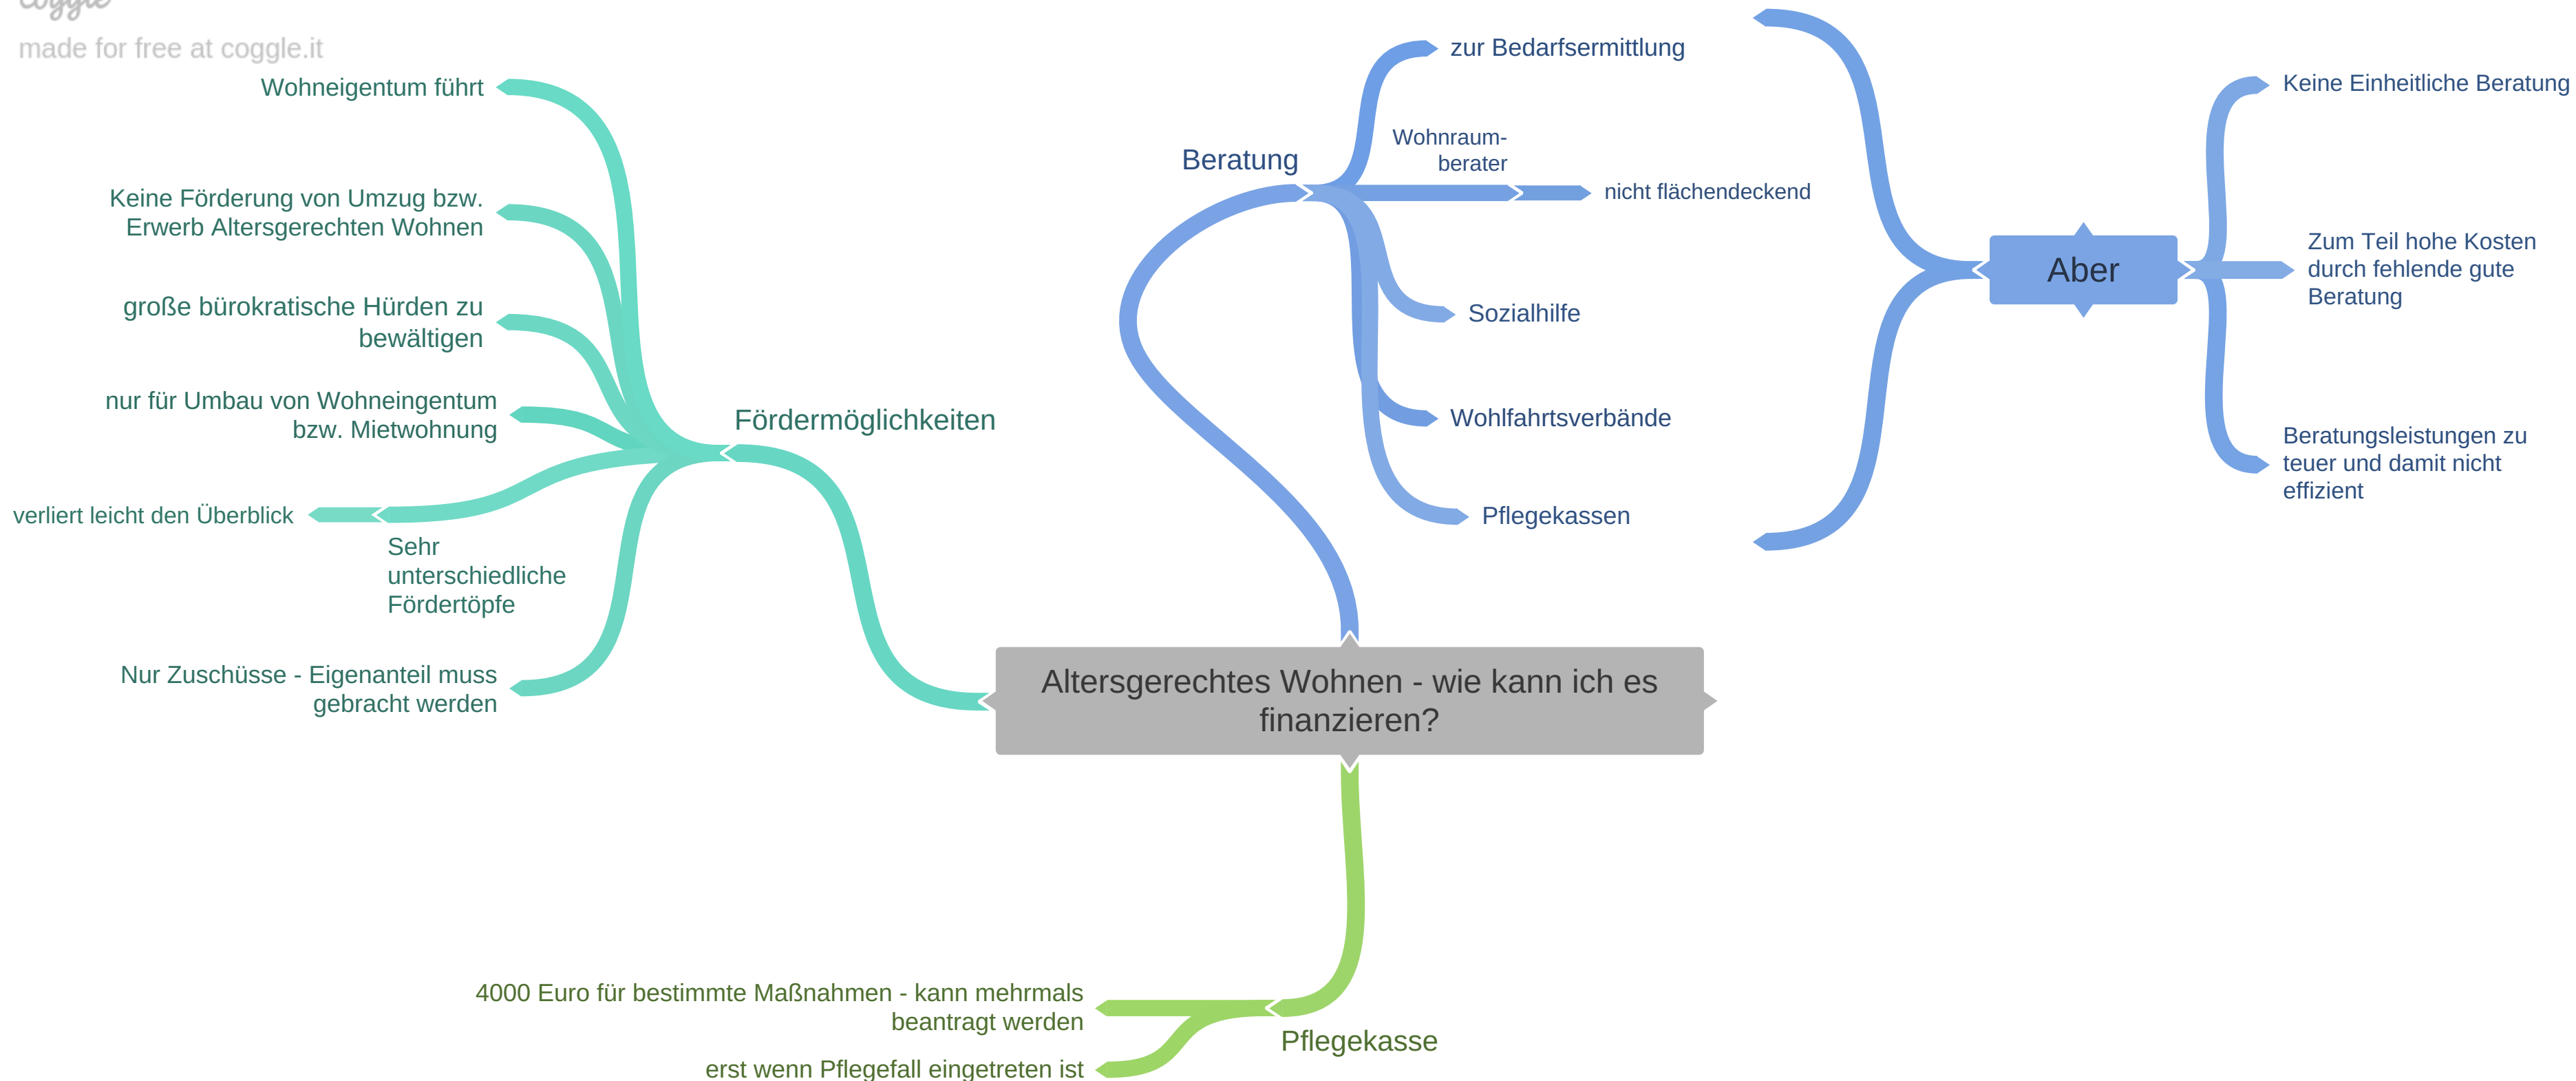 coggle
made for free at coggle.it
Wohneigentum führt
Keine Förderung von Umzug bzw.
Erwerb Altersgerechten Wohnen
große bürokratische Hürden zu
bewältigen
nur für Umbau von Wohneingentum
bzw. Mietwohnung
verliert leicht den Überblick
Sehr
unterschiedliche
Fördertöpfe
Nur Zuschüsse - Eigenanteil muss
gebracht werden
Fördermöglichkeiten
Beratung
zur Bedarfsermittlung
Wohnraum-
berater
nicht flächendeckend
Sozialhilfe
Wohlfahrtsverbände
Pflegekassen
Aber
Keine Einheitliche Beratung
Zum Teil hohe Kosten
durch fehlende gute
Beratung
Beratungsleistungen zu
teuer und damit nicht
effizient
Altersgerechtes Wohnen - wie kann ich es
finanzieren?
4000 Euro für bestimmte Maßnahmen - kann mehrmals
beantragt werden
Pflegekasse
erst wenn Pflegefall eingetreten ist